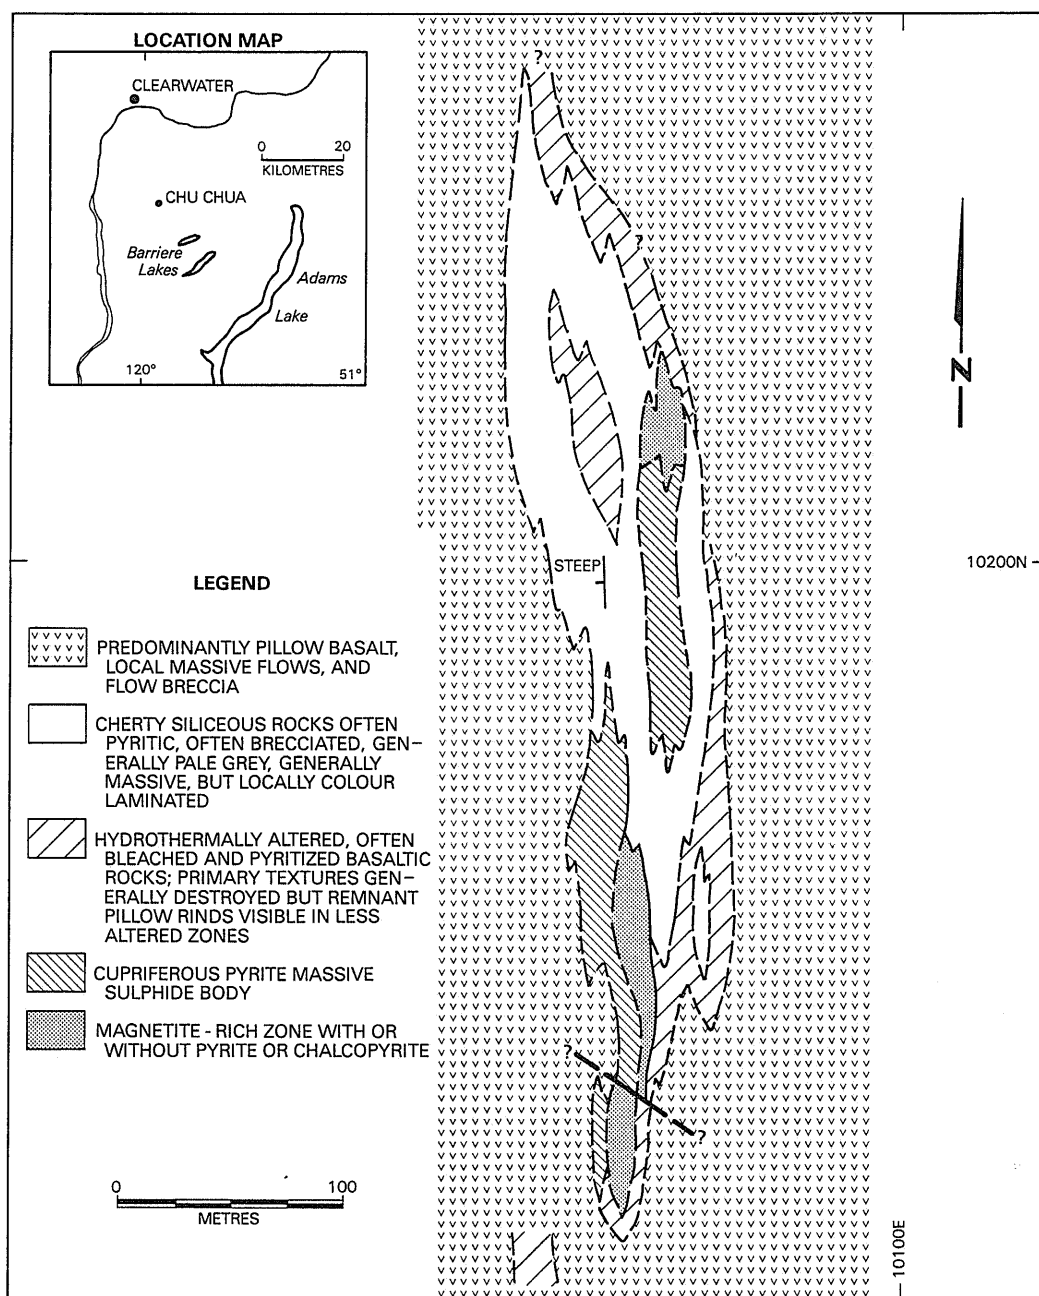 LOCATION MAP
CLEARWATER
0 20
KILOMETRES
CHU CHUA
Barriere
Lakes
Adams
Lake
120°
51°
?
?
N
STEEP
10200N
LEGEND
PREDOMINANTLY PILLOW BASALT,
LOCAL MASSIVE FLOWS, AND
FLOW BRECCIA
CHERTY SILICEOUS ROCKS OFTEN
PYRITIC, OFTEN BRECCIATED, GEN-
ERALLY PALE GREY, GENERALLY
MASSIVE, BUT LOCALLY COLOUR
LAMINATED
HYDROTHERMALLY ALTERED, OFTEN
BLEACHED AND PYRITIZED BASALTIC
ROCKS; PRIMARY TEXTURES GEN-
ERALLY DESTROYED BUT REMNANT
PILLOW RINDS VISIBLE IN LESS
ALTERED ZONES
CUPRIFEROUS PYRITE MASSIVE
SULPHIDE BODY
MAGNETITE - RICH ZONE WITH OR
WITHOUT PYRITE OR CHALCOPYRITE
?
?
0 100
METRES
10100E